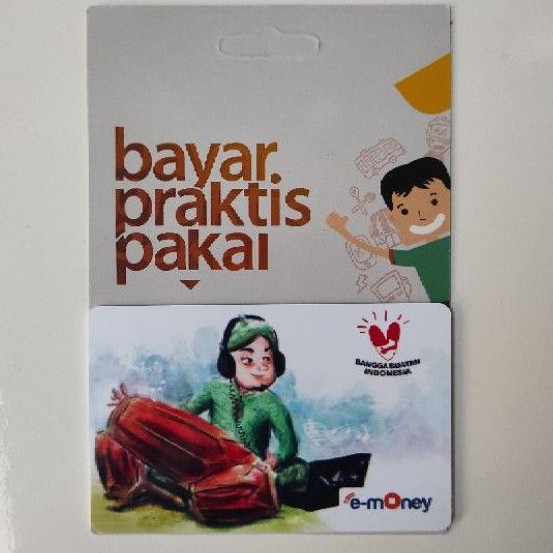 bayar
praktis
pakai
BANGGA BUATAN
INDONESIA
e-money